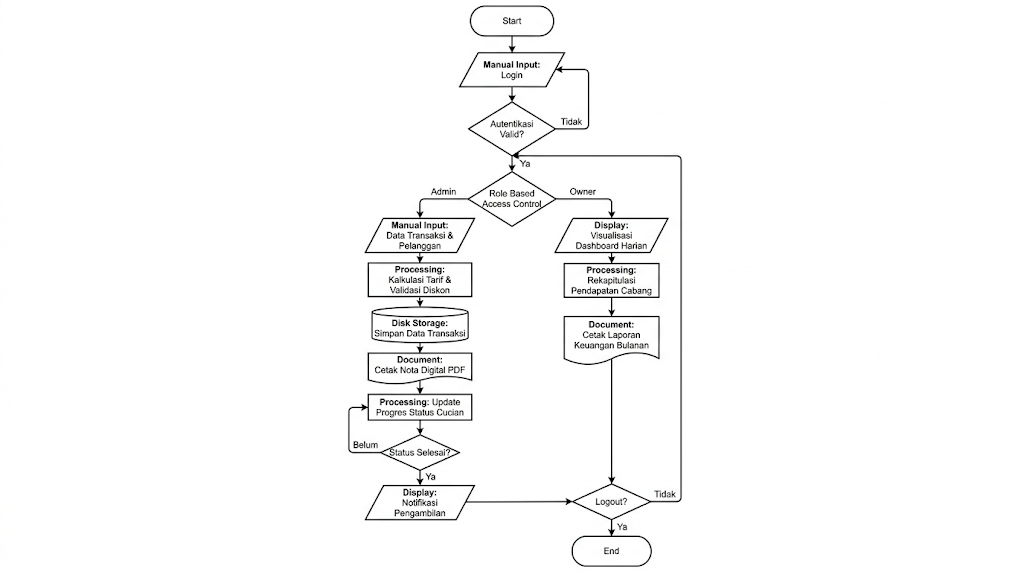 Start
Manual Input:
Login
Autentikasi
Valid?
Tidak
Ya
Role Based
Access Control
Admin
Owner
Manual Input:
Data Transaksi &
Pelanggan
Processing:
Kalkulasi Tarif &
Validasi Diskon
Disk Storage:
Simpan Data Transaksi
Document:
Cetak Nota Digital PDF
Processing: Update
Progres Status Cucian
Belum
Status Selesai?
Ya
Display:
Notifikasi
Pengambilan
Display:
Visualisasi
Dashboard Harian
Processing:
Rekapitulasi
Pendapatan Cabang
Document:
Cetak Laporan
Keuangan Bulanan
Logout?
Tidak
Ya
End